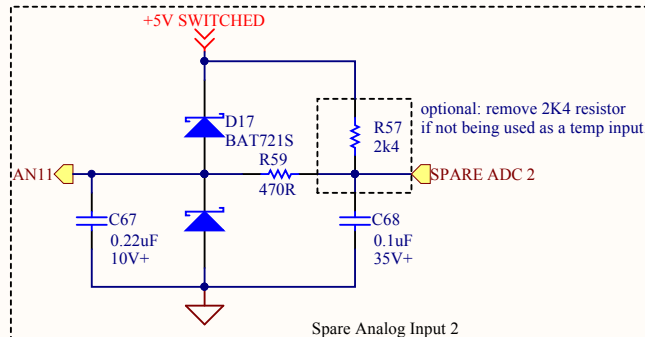 +5V SWITCHED
optional: remove 2K4 resistor
if not being used as a temp input
D17
BAT721S
R57
2k4
R59
470R
AN11
SPARE ADC 2
C67
0.22uF
10V+
C68
0.1uF
35V+
Spare Analog Input 2